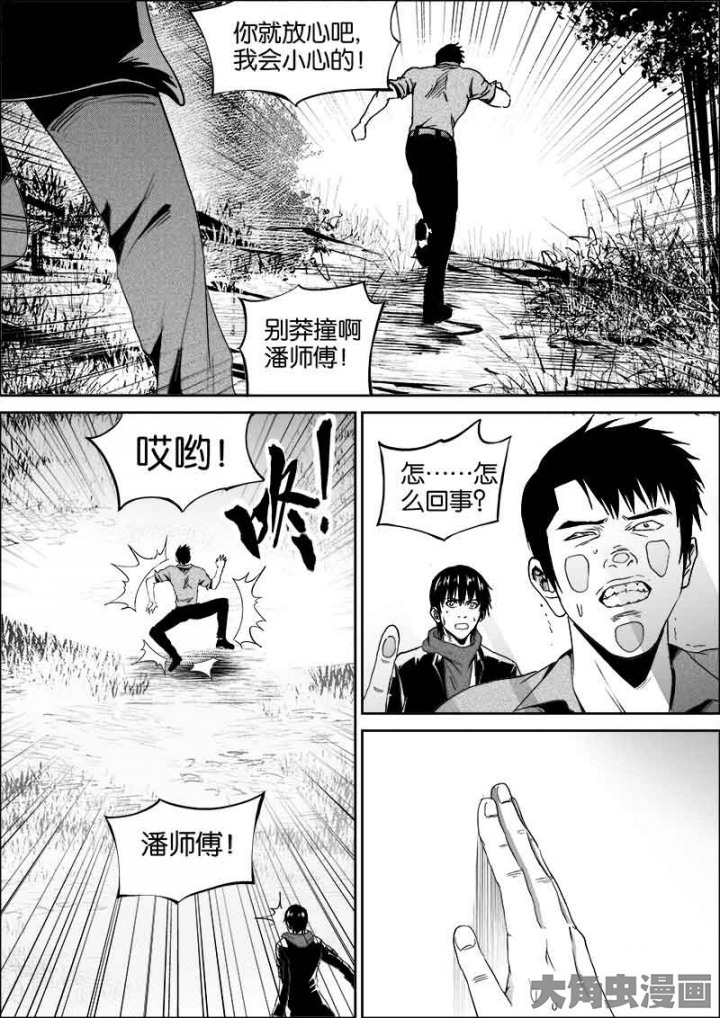 你就放心吧，
我会小心的！
别莽撞啊
潘师傅！
哎哟！
咚！
怎……怎
么回事？
潘师傅！
大角虫漫画